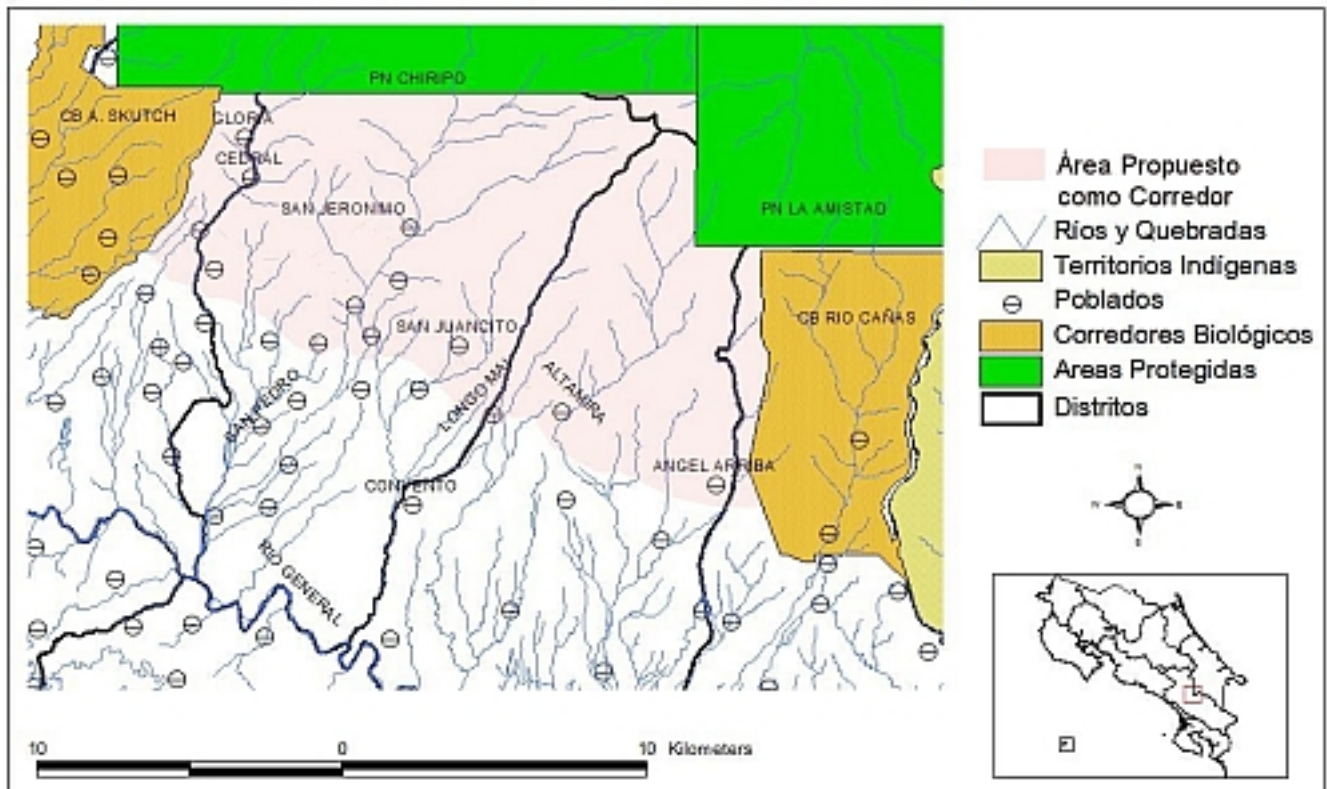 PN CHIRIPO
CB A. SKUTCH
GLORIA
CEDRAL
SAN JERONIMO
PN LA AMISTAD
SAN JUANCITO
CB RIO CAÑAS
LONGO MAI
ALTAMIRA
SAN PEDRO
ANGEL ARRIBA
CONVENTO
RIO GENERAL
Área Propuesto
como Corredor
Ríos y Quebradas
Territorios Indígenas
Poblados
Corredores Biológicos
Areas Protegidas
Distritos
N
S
10 0 10 Kilometers